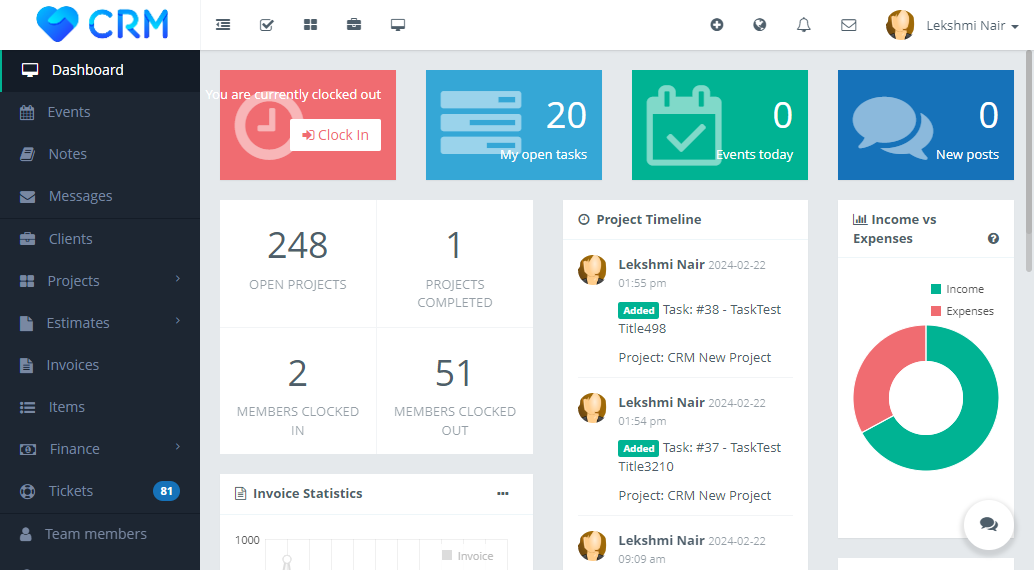 CRM
Lekshmi Nair
Dashboard
Events
Notes
Messages
Clients
Projects
Estimates
Invoices
Items
Finance
Tickets 81
Team members
You are currently clocked out
Clock In
20
My open tasks
0
Events today
0
New posts
248
OPEN PROJECTS
1
PROJECTS
COMPLETED
2
MEMBERS CLOCKED
IN
51
MEMBERS CLOCKED
OUT
Invoice Statistics
1000
Invoice
Project Timeline
Lekshmi Nair 2024-02-22
01:55 pm
Added Task: #38 - TaskTest
Title498
Project: CRM New Project
Lekshmi Nair 2024-02-22
01:54 pm
Added Task: #37 - TaskTest
Title3210
Project: CRM New Project
Lekshmi Nair 2024-02-22
09:09 am
Income vs
Expenses
Income
Expenses